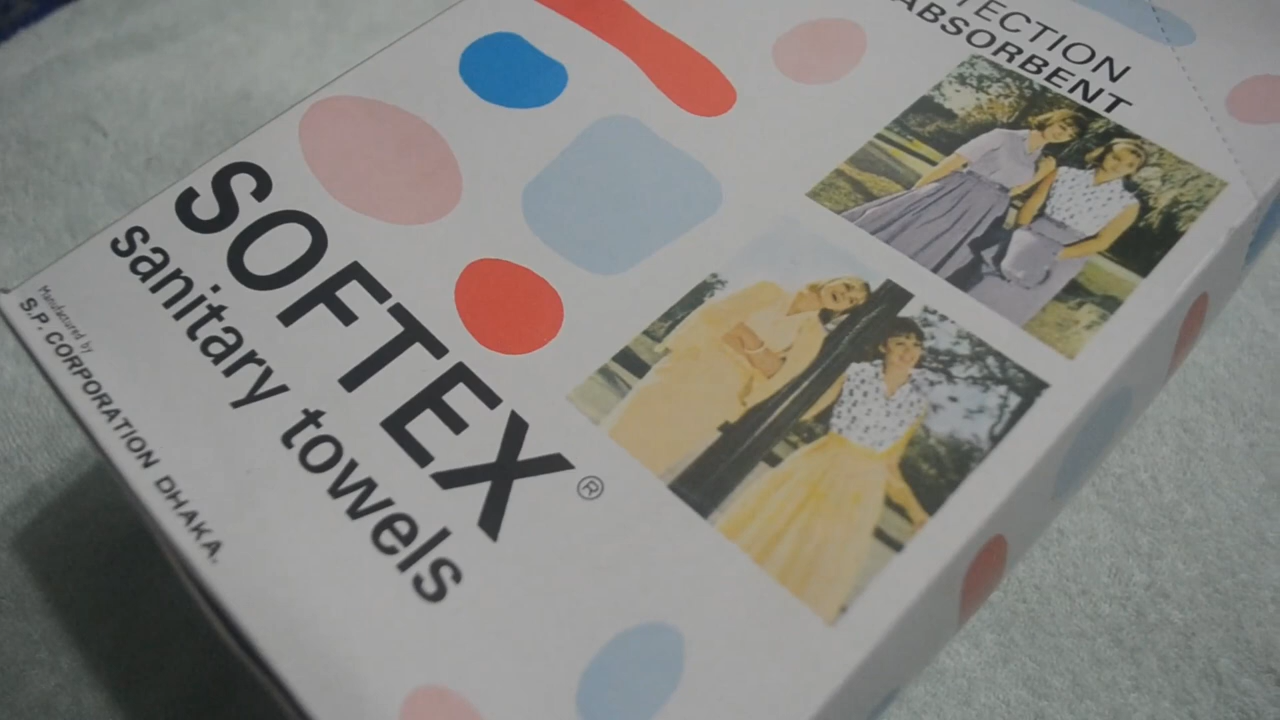 TECTION
ABSORBENT
SOFTEX®
sanitary towels
Manufactured by
S.P. CORPORATION DHAKA.